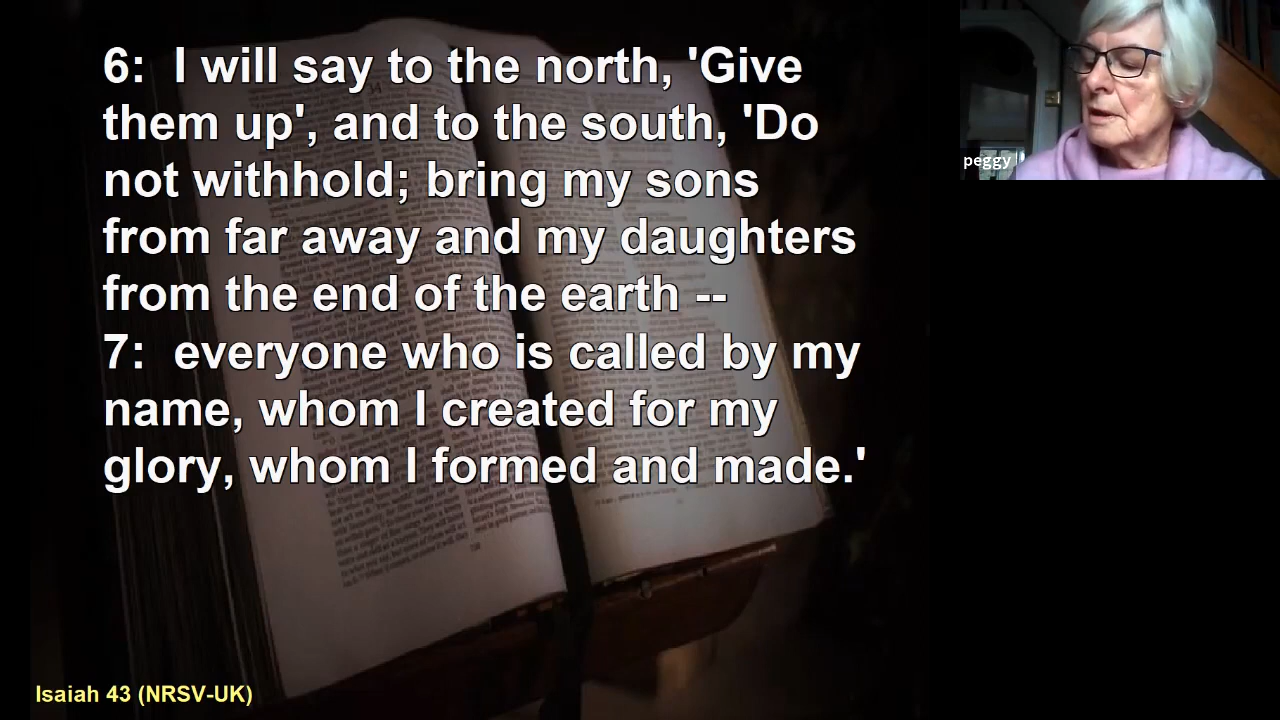 6:  I will say to the north, 'Give
them up', and to the south, 'Do
not withhold; bring my sons
from far away and my daughters
from the end of the earth --
7:  everyone who is called by my
name, whom I created for my
glory, whom I formed and made.'
peggy
Isaiah 43 (NRSV-UK)